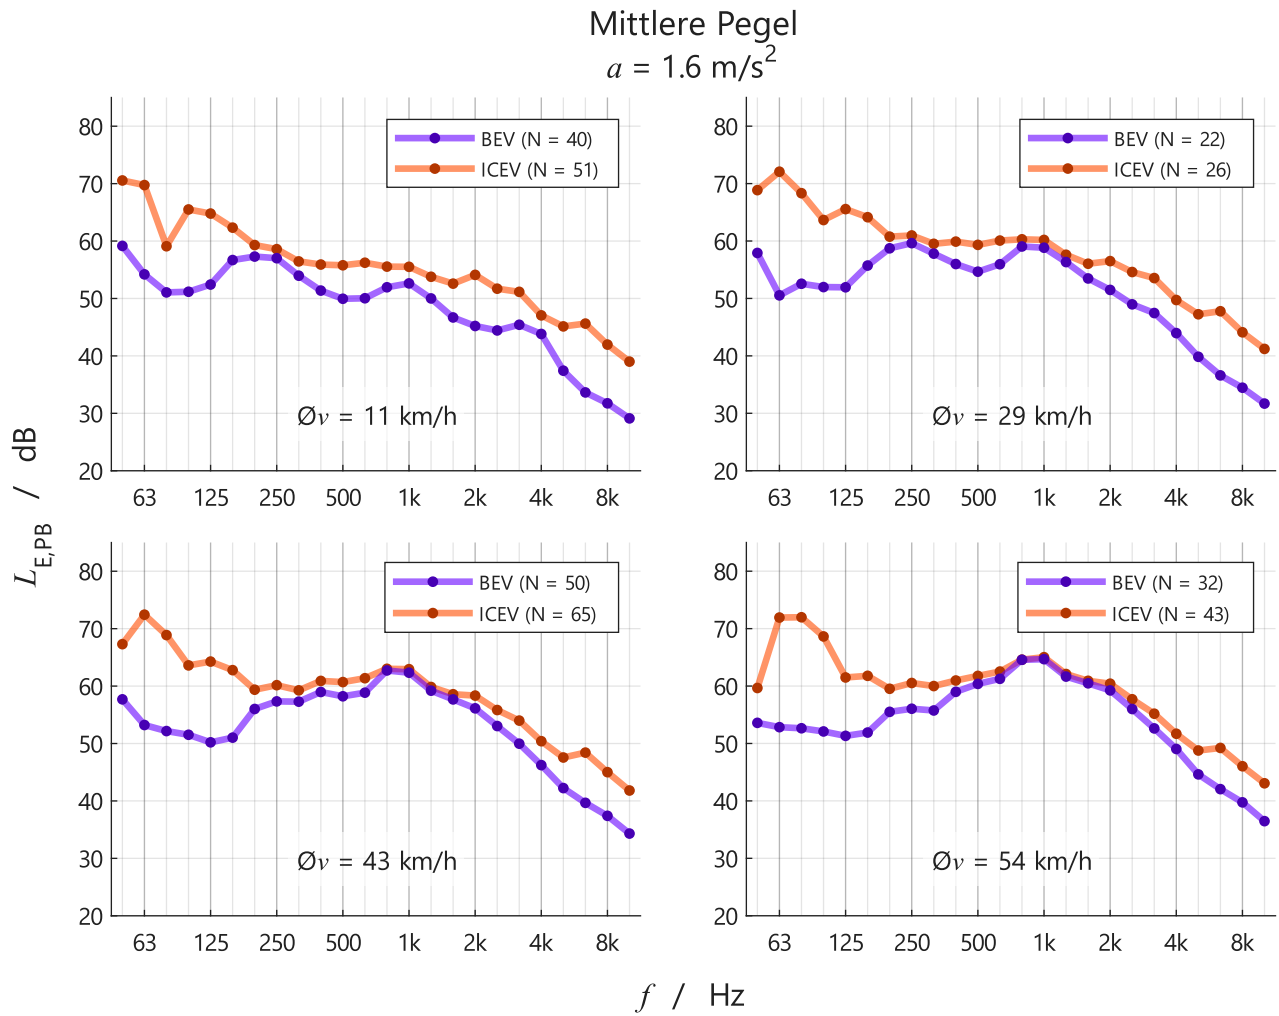 Mittlere Pegel
a = 1.6 m/s²
80
70
60
50
40
30
20
63 125 250 500 1k 2k 4k 8k
BEV (N = 40)
ICEV (N = 51)
Øv = 11 km/h
80
70
60
50
40
30
20
63 125 250 500 1k 2k 4k 8k
BEV (N = 22)
ICEV (N = 26)
Øv = 29 km/h
L_E,PB / dB
80
70
60
50
40
30
20
63 125 250 500 1k 2k 4k 8k
BEV (N = 50)
ICEV (N = 65)
Øv = 43 km/h
80
70
60
50
40
30
20
63 125 250 500 1k 2k 4k 8k
BEV (N = 32)
ICEV (N = 43)
Øv = 54 km/h
f / Hz